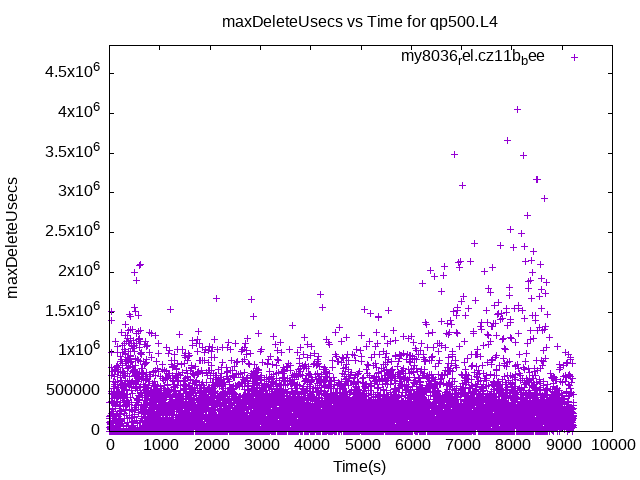 maxDeleteUsecs vs Time for qp500.L4
my8036rel.cz11bbee
4.5x10⁶
4x10⁶
3.5x10⁶
3x10⁶
2.5x10⁶
2x10⁶
1.5x10⁶
1x10⁶
500000
0
maxDeleteUsecs
0 1000 2000 3000 4000 5000 6000 7000 8000 9000 10000
Time(s)